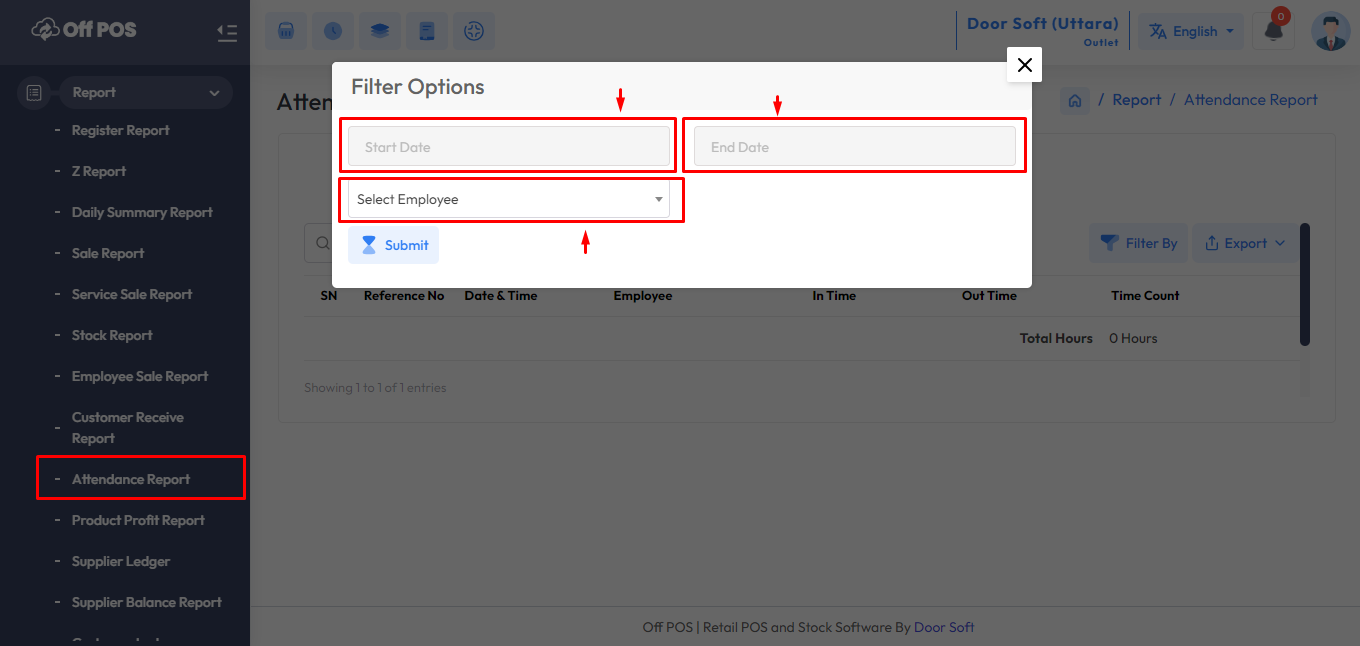 Off POS
Door Soft (Uttara)
Outlet
English
0
Report
Register Report
Z Report
Daily Summary Report
Sale Report
Service Sale Report
Stock Report
Employee Sale Report
Customer Receive
Report
Attendance Report
Product Profit Report
Supplier Ledger
Supplier Balance Report
/ Report / Attendance Report
Filter Options
Start Date
End Date
Select Employee
Submit
Filter By
Export
SN Reference No Date & Time Employee In Time Out Time Time Count
Total Hours 0 Hours
Showing 1 to 1 of 1 entries
Off POS | Retail POS and Stock Software By Door Soft